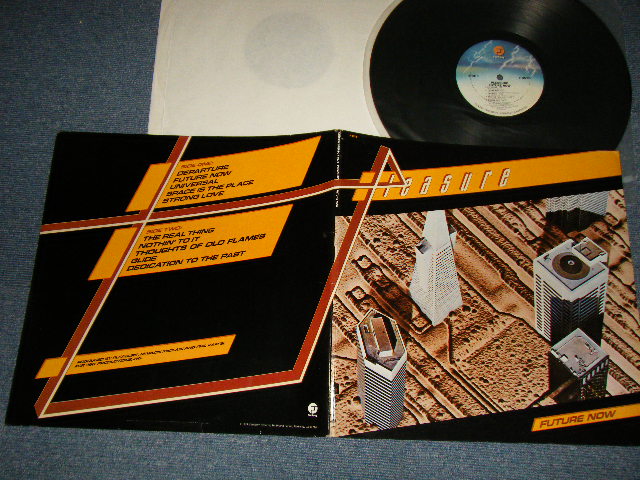 SIDE ONE:
DEPARTURE
FUTURE NOW
UNIVERSAL
SPACE IS THE PLACE
STRONG LOVE
SIDE TWO:
THE REAL THING
NOTHIN' TO IT
THOUGHTS OF OLD FLAMES
GLIDE
DEDICATION TO THE PAST
Pleasure
FUTURE NOW